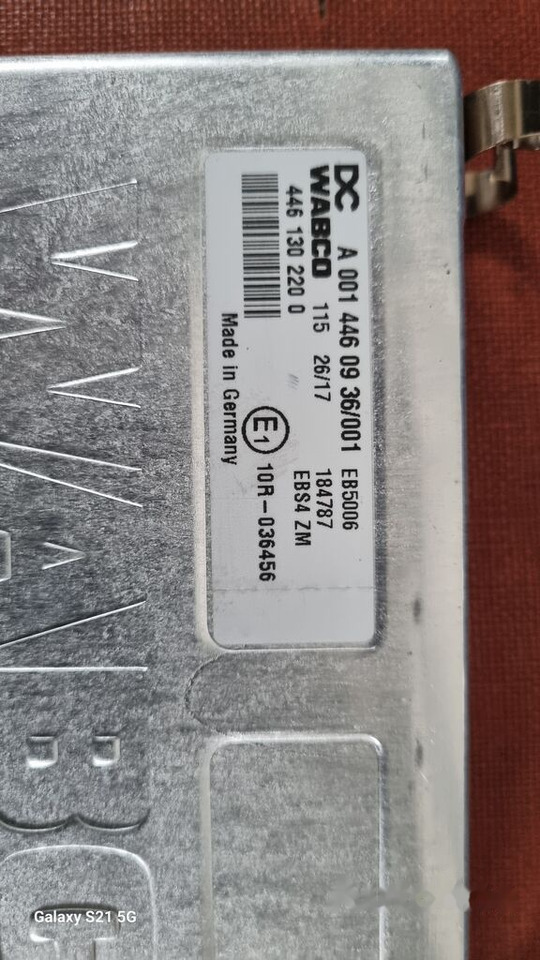 DC A 001 446 09 36/001 EB5006
WABCO 115 26/17 184787
446 130 220 0 EBS4 ZM
E1 10R-036456
Made in Germany
WABC
Galaxy S21 5G